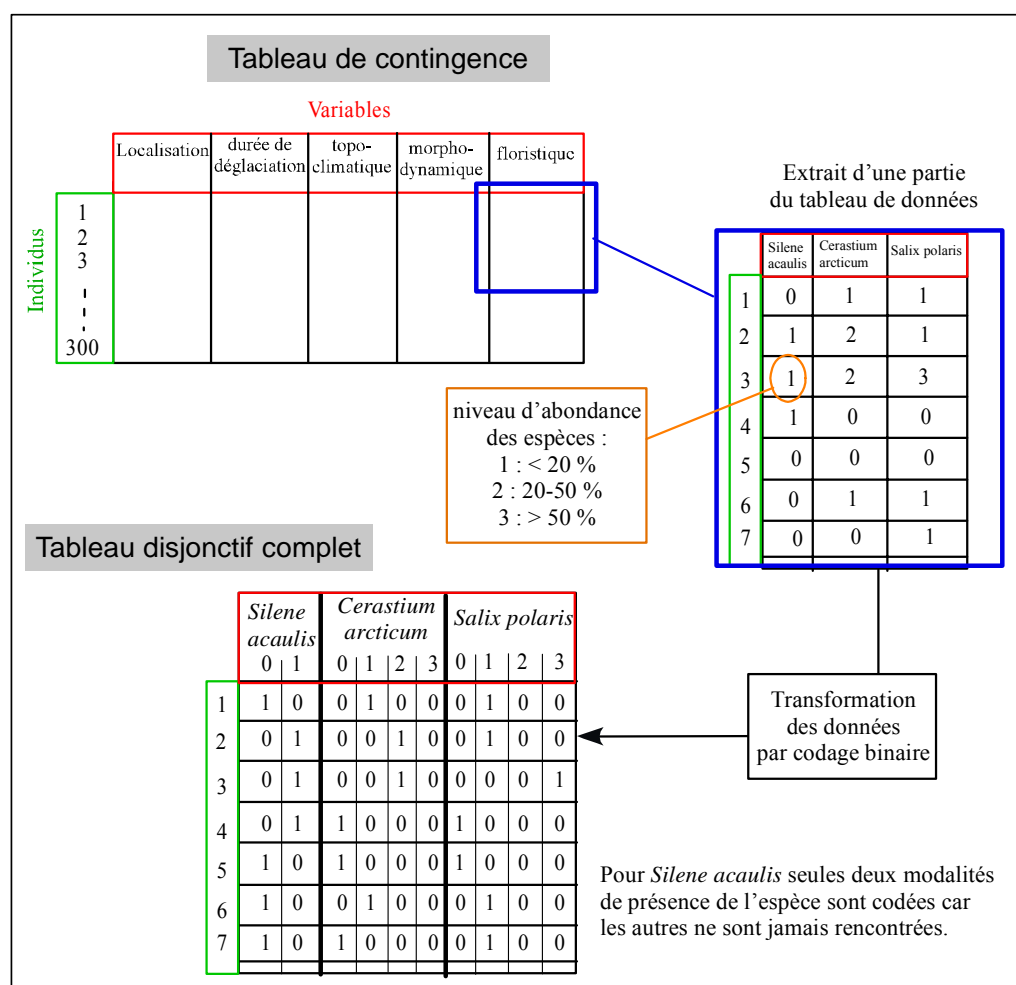 Tableau de contingence
Variables
Localisation
durée de
déglaciation
topo-
climatique
morpho-
dynamique
floristique
Individus
1
2
3
300
Extrait d'une partie
du tableau de données
Silene
acaulis
Cerastium
arcticum
Salix polaris
1 0 1 1
2 1 2 1
3 1 2 3
4 1 0 0
5 0 0 0
6 0 1 1
7 0 0 1
niveau d'abondance
des espèces :
1 : < 20 %
2 : 20-50 %
3 : > 50 %
Tableau disjonctif complet
Silene
acaulis
Cerastium
arcticum
Salix polaris
0 1 0 1 2 3 0 1 2 3
1 1 0 0 1 0 0 0 1 0 0
2 0 1 0 0 1 0 0 1 0 0
3 0 1 0 0 1 0 0 0 0 1
4 0 1 1 0 0 0 1 0 0 0
5 1 0 1 0 0 0 1 0 0 0
6 1 0 0 1 0 0 0 1 0 0
7 1 0 1 0 0 0 0 1 0 0
Transformation
des données
par codage binaire
Pour Silene acaulis seules deux modalités
de présence de l'espèce sont codées car
les autres ne sont jamais rencontrées.